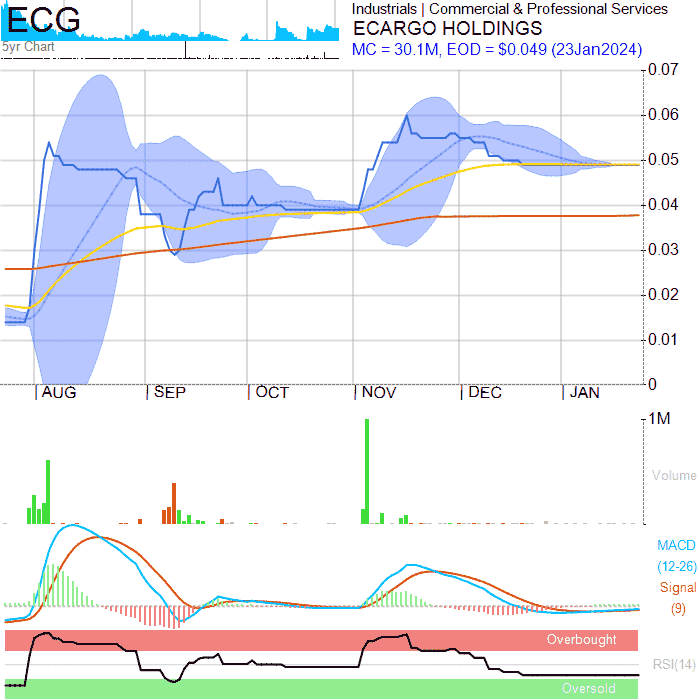 ECG
5yr Chart
Industrials | Commercial & Professional Services
ECARGO HOLDINGS
MC = 30.1M, EOD = $0.049 (23Jan2024)
0.07
0.06
0.05
0.04
0.03
0.02
0.01
0
| AUG | SEP | OCT | NOV | DEC | JAN
1M
Volume
MACD
(12-26)
Signal
(9)
Overbought
RSI(14)
Oversold